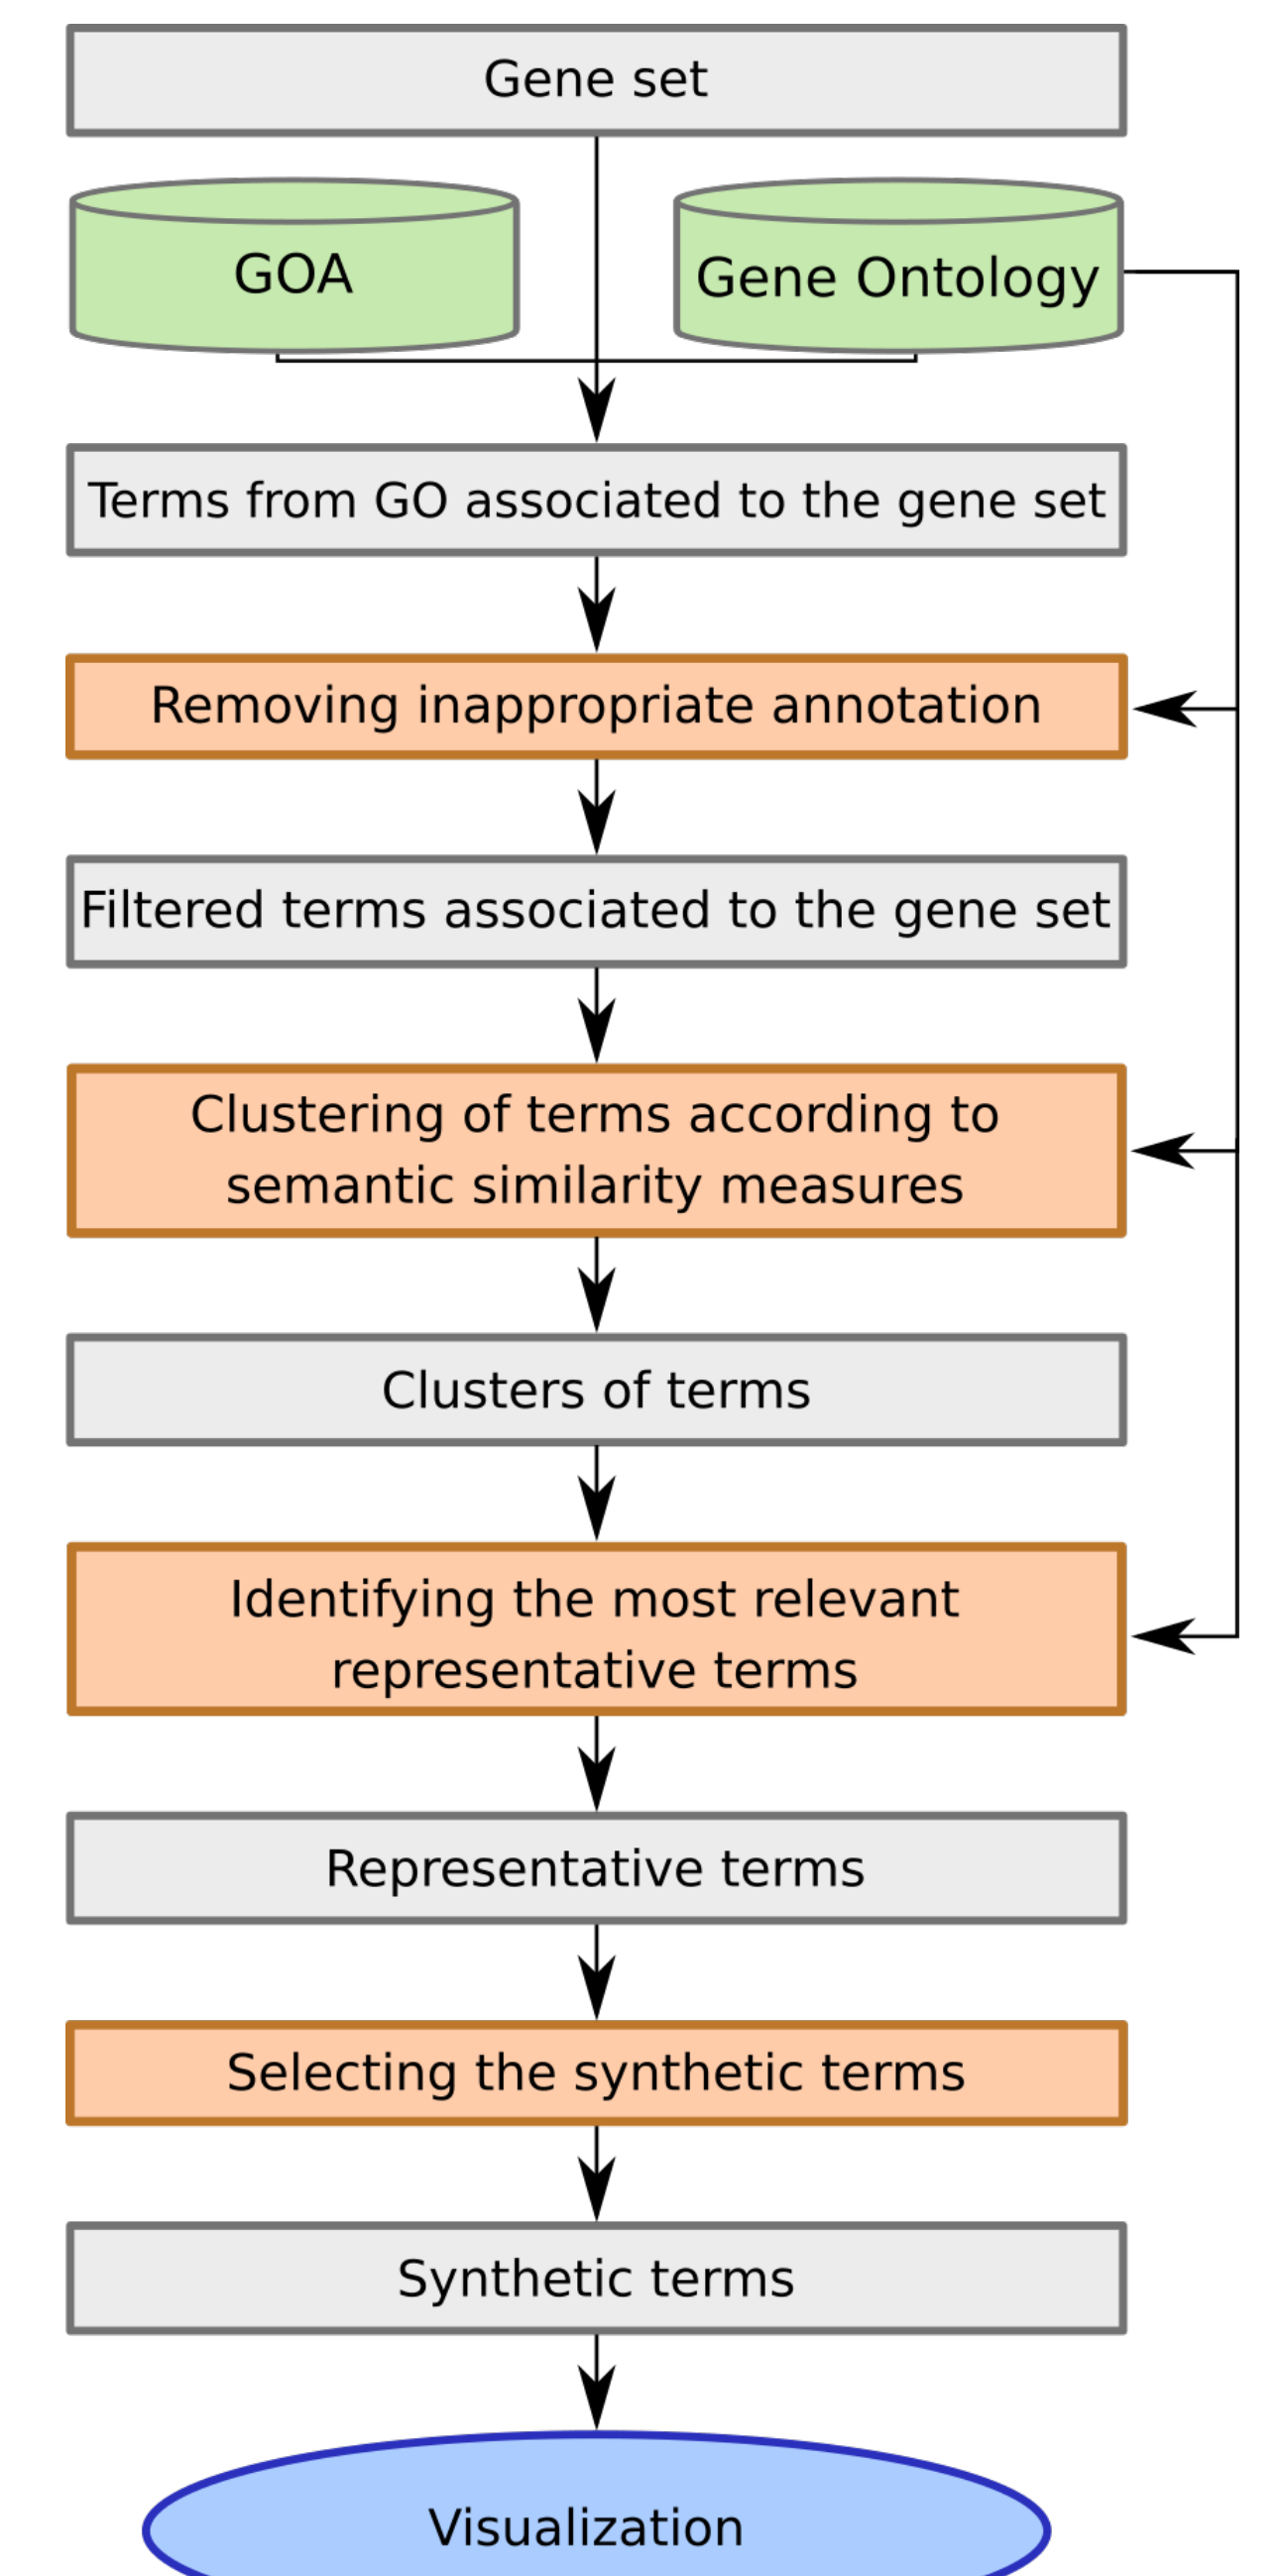 Gene set
GOA
Gene Ontology
Terms from GO associated to the gene set
Removing inappropriate annotation
Filtered terms associated to the gene set
Clustering of terms according to
semantic similarity measures
Clusters of terms
Identifying the most relevant
representative terms
Representative terms
Selecting the synthetic terms
Synthetic terms
Visualization